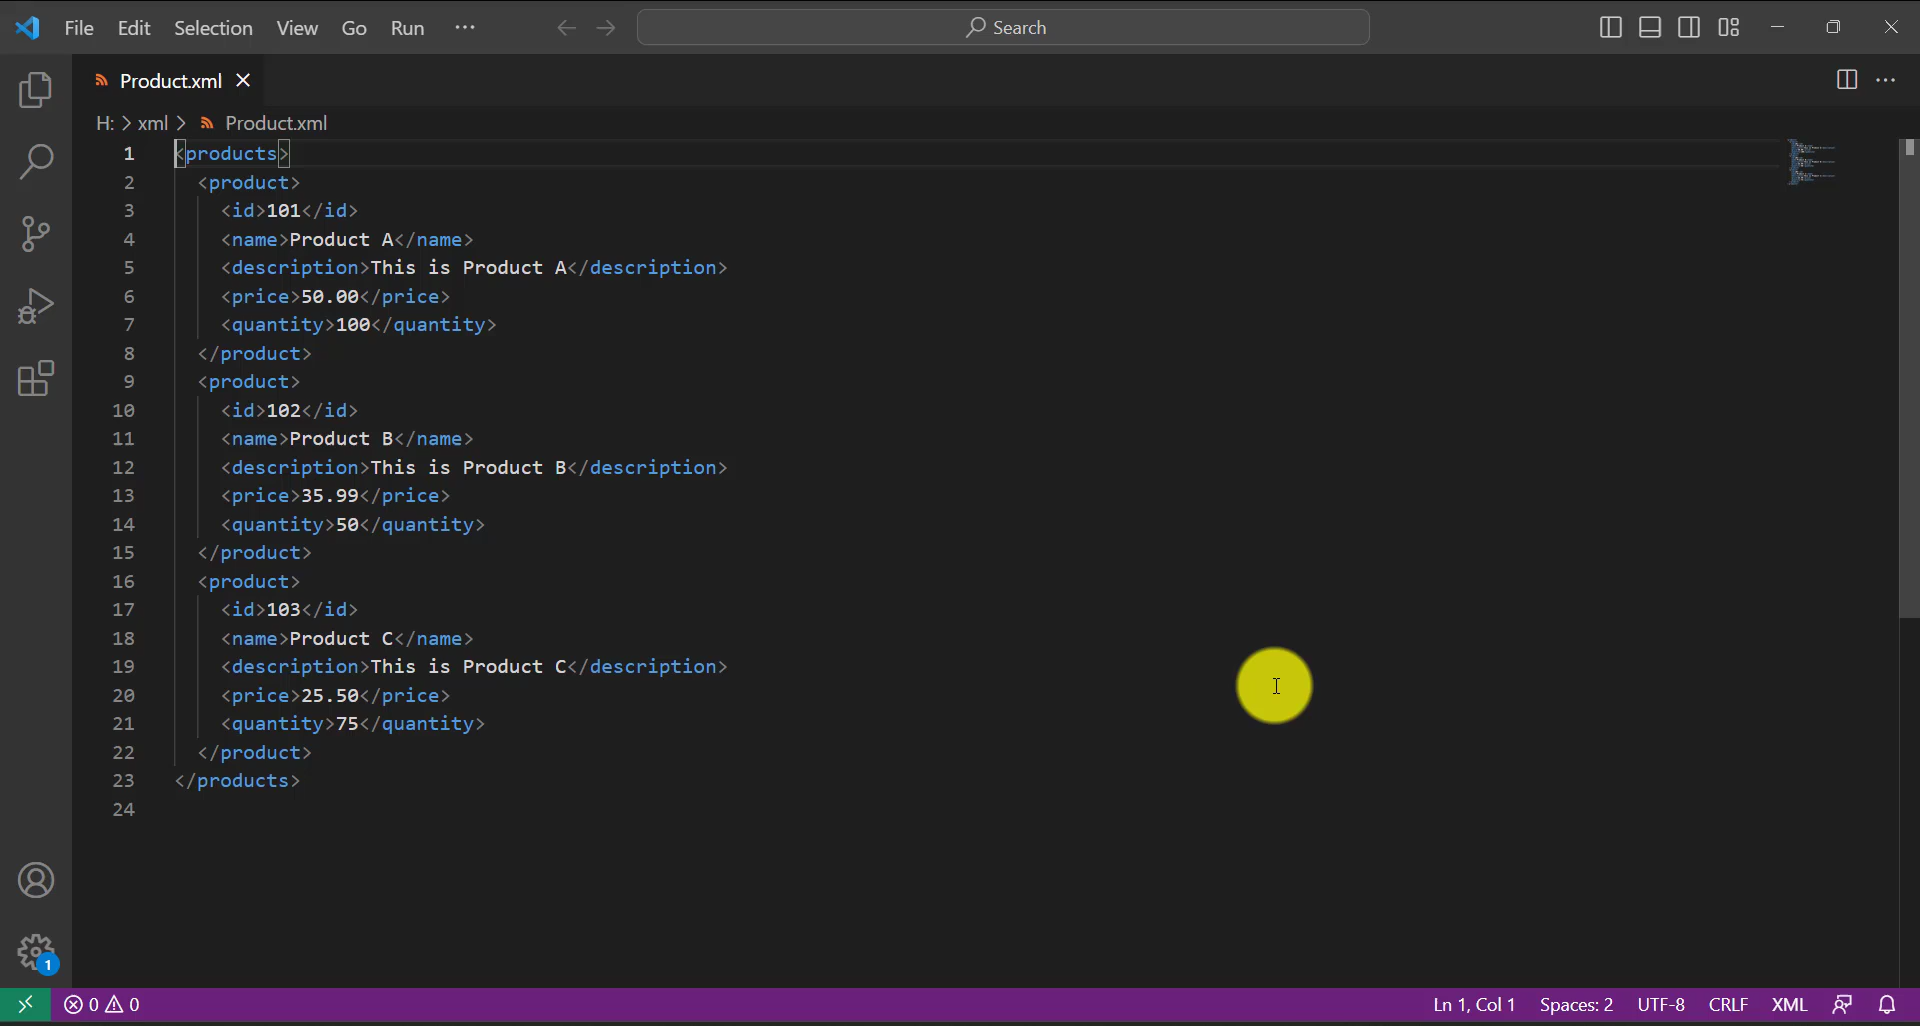 File Edit Selection View Go Run ··· Search
Product.xml
H: > xml > Product.xml
1 <products>
2 <product>
3 <id>101</id>
4 <name>Product A</name>
5 <description>This is Product A</description>
6 <price>50.00</price>
7 <quantity>100</quantity>
8 </product>
9 <product>
10 <id>102</id>
11 <name>Product B</name>
12 <description>This is Product B</description>
13 <price>35.99</price>
14 <quantity>50</quantity>
15 </product>
16 <product>
17 <id>103</id>
18 <name>Product C</name>
19 <description>This is Product C</description>
20 <price>25.50</price>
21 <quantity>75</quantity>
22 </product>
23 </products>
24
1
0 0 Ln 1, Col 1 Spaces: 2 UTF-8 CRLF XML